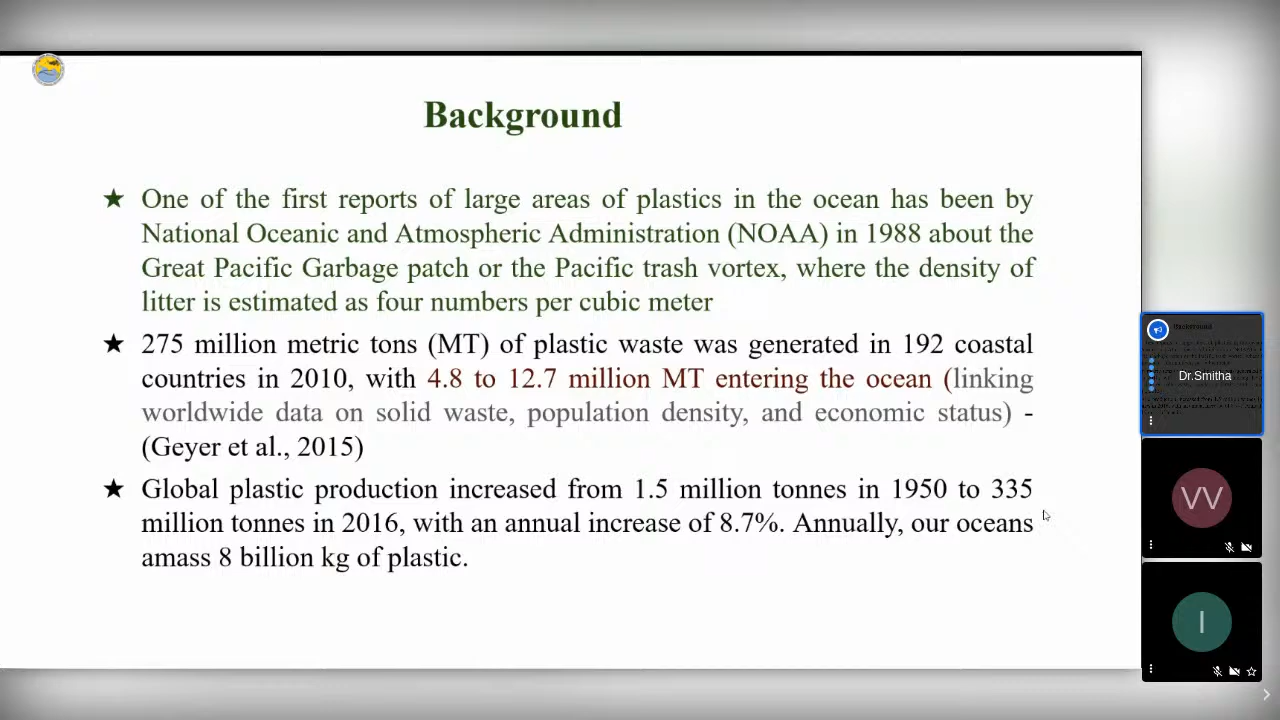 Background
★ One of the first reports of large areas of plastics in the ocean has been by
National Oceanic and Atmospheric Administration (NOAA) in 1988 about the
Great Pacific Garbage patch or the Pacific trash vortex, where the density of
litter is estimated as four numbers per cubic meter
★ 275 million metric tons (MT) of plastic waste was generated in 192 coastal
countries in 2010, with 4.8 to 12.7 million MT entering the ocean (linking
worldwide data on solid waste, population density, and economic status) -
(Geyer et al., 2015)
★ Global plastic production increased from 1.5 million tonnes in 1950 to 335
million tonnes in 2016, with an annual increase of 8.7%. Annually, our oceans
amass 8 billion kg of plastic.
Background
Dr.Smitha
VV
I